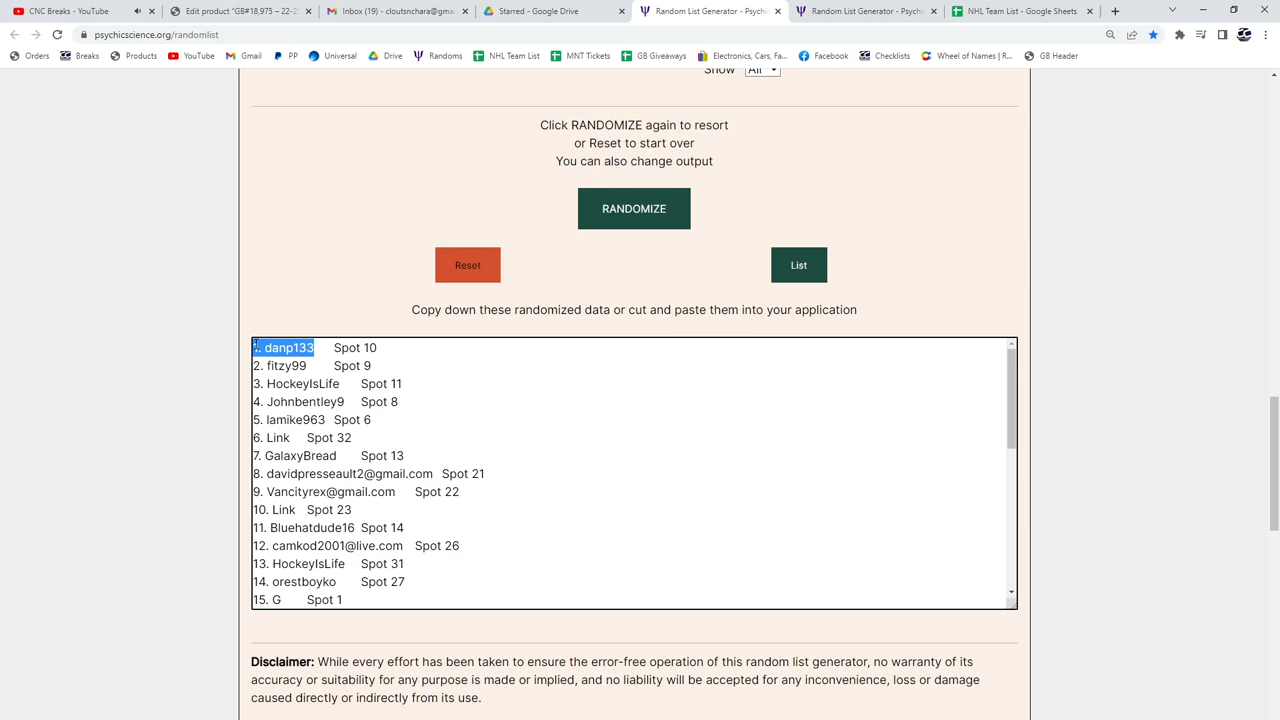 CNC Breaks - YouTube
Edit product "GB#18,975 – 22-2
Inbox (19) - cloutsnchara@gma
Starred - Google Drive
Random List Generator - Psychic
Random List Generator - Psychic
NHL Team List - Google Sheets
psychicscience.org/randomlist
Orders
Breaks
Products
YouTube
Gmail
PP
Universal
Drive
Randoms
NHL Team List
MNT Tickets
GB Giveaways
Electronics, Cars, Fa...
Facebook
Checklists
Wheel of Names | R...
GB Header
Show All
Click RANDOMIZE again to resort
or Reset to start over
You can also change output
RANDOMIZE
Reset
List
Copy down these randomized data or cut and paste them into your application
1. danp133 Spot 10
2. fitzy99 Spot 9
3. HockeyIsLife Spot 11
4. Johnbentley9 Spot 8
5. lamike963 Spot 6
6. Link Spot 32
7. GalaxyBread Spot 13
8. davidpresseault2@gmail.com Spot 21
9. Vancityrex@gmail.com Spot 22
10. Link Spot 23
11. Bluehatdude16 Spot 14
12. camkod2001@live.com Spot 26
13. HockeyIsLife Spot 31
14. orestboyko Spot 27
15. G Spot 1
Disclaimer: While every effort has been taken to ensure the error-free operation of this random list generator, no warranty of its
accuracy or suitability for any purpose is made or implied, and no liability will be accepted for any inconvenience, loss or damage
caused directly or indirectly from its use.